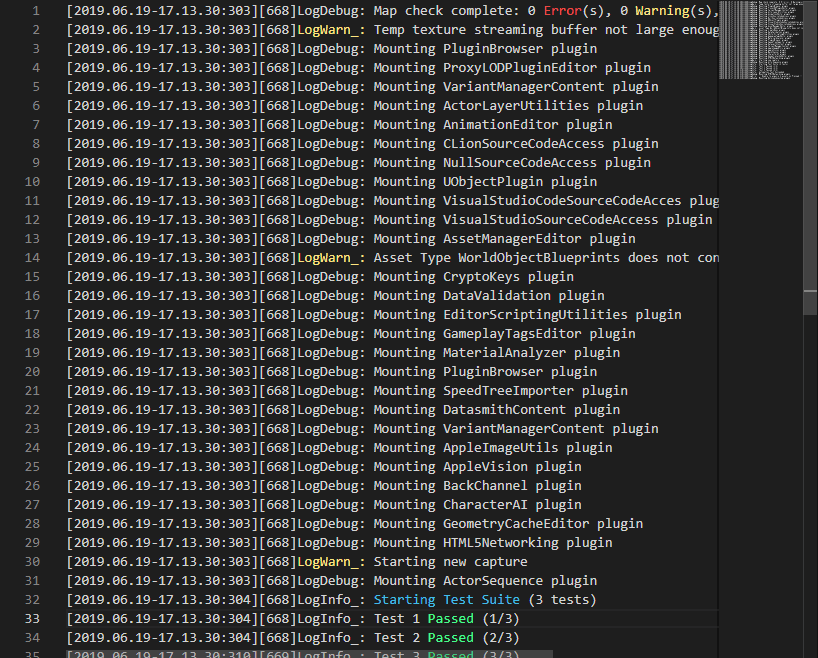 1 [2019.06.19-17.13.30:303][668]LogDebug: Map check complete: 0 Error(s), 0 Warning(s),
2 [2019.06.19-17.13.30:303][668]LogWarn_: Temp texture streaming buffer not large enoug
3 [2019.06.19-17.13.30:303][668]LogDebug: Mounting PluginBrowser plugin
4 [2019.06.19-17.13.30:303][668]LogDebug: Mounting ProxyLODPluginEditor plugin
5 [2019.06.19-17.13.30:303][668]LogDebug: Mounting VariantManagerContent plugin
6 [2019.06.19-17.13.30:303][668]LogDebug: Mounting ActorLayerUtilities plugin
7 [2019.06.19-17.13.30:303][668]LogDebug: Mounting AnimationEditor plugin
8 [2019.06.19-17.13.30:303][668]LogDebug: Mounting CLionSourceCodeAccess plugin
9 [2019.06.19-17.13.30:303][668]LogDebug: Mounting NullSourceCodeAccess plugin
10 [2019.06.19-17.13.30:303][668]LogDebug: Mounting UObjectPlugin plugin
11 [2019.06.19-17.13.30:303][668]LogDebug: Mounting VisualStudioCodeSourceCodeAcces plug
12 [2019.06.19-17.13.30:303][668]LogDebug: Mounting VisualStudioSourceCodeAccess plugin
13 [2019.06.19-17.13.30:303][668]LogDebug: Mounting AssetManagerEditor plugin
14 [2019.06.19-17.13.30:303][668]LogWarn_: Asset Type WorldObjectBlueprints does not con
15 [2019.06.19-17.13.30:303][668]LogDebug: Mounting CryptoKeys plugin
16 [2019.06.19-17.13.30:303][668]LogDebug: Mounting DataValidation plugin
17 [2019.06.19-17.13.30:303][668]LogDebug: Mounting EditorScriptingUtilities plugin
18 [2019.06.19-17.13.30:303][668]LogDebug: Mounting GameplayTagsEditor plugin
19 [2019.06.19-17.13.30:303][668]LogDebug: Mounting MaterialAnalyzer plugin
20 [2019.06.19-17.13.30:303][668]LogDebug: Mounting PluginBrowser plugin
21 [2019.06.19-17.13.30:303][668]LogDebug: Mounting SpeedTreeImporter plugin
22 [2019.06.19-17.13.30:303][668]LogDebug: Mounting DatasmithContent plugin
23 [2019.06.19-17.13.30:303][668]LogDebug: Mounting VariantManagerContent plugin
24 [2019.06.19-17.13.30:303][668]LogDebug: Mounting AppleImageUtils plugin
25 [2019.06.19-17.13.30:303][668]LogDebug: Mounting AppleVision plugin
26 [2019.06.19-17.13.30:303][668]LogDebug: Mounting BackChannel plugin
27 [2019.06.19-17.13.30:303][668]LogDebug: Mounting CharacterAI plugin
28 [2019.06.19-17.13.30:303][668]LogDebug: Mounting GeometryCacheEditor plugin
29 [2019.06.19-17.13.30:303][668]LogDebug: Mounting HTML5Networking plugin
30 [2019.06.19-17.13.30:303][668]LogWarn_: Starting new capture
31 [2019.06.19-17.13.30:303][668]LogDebug: Mounting ActorSequence plugin
32 [2019.06.19-17.13.30:304][668]LogInfo_: Starting Test Suite (3 tests)
33 [2019.06.19-17.13.30:304][668]LogInfo_: Test 1 Passed (1/3)
34 [2019.06.19-17.13.30:304][668]LogInfo_: Test 2 Passed (2/3)
35 [2019.06.19-17.13.30:310][669]LogInfo_: Test 3 Passed (3/3)